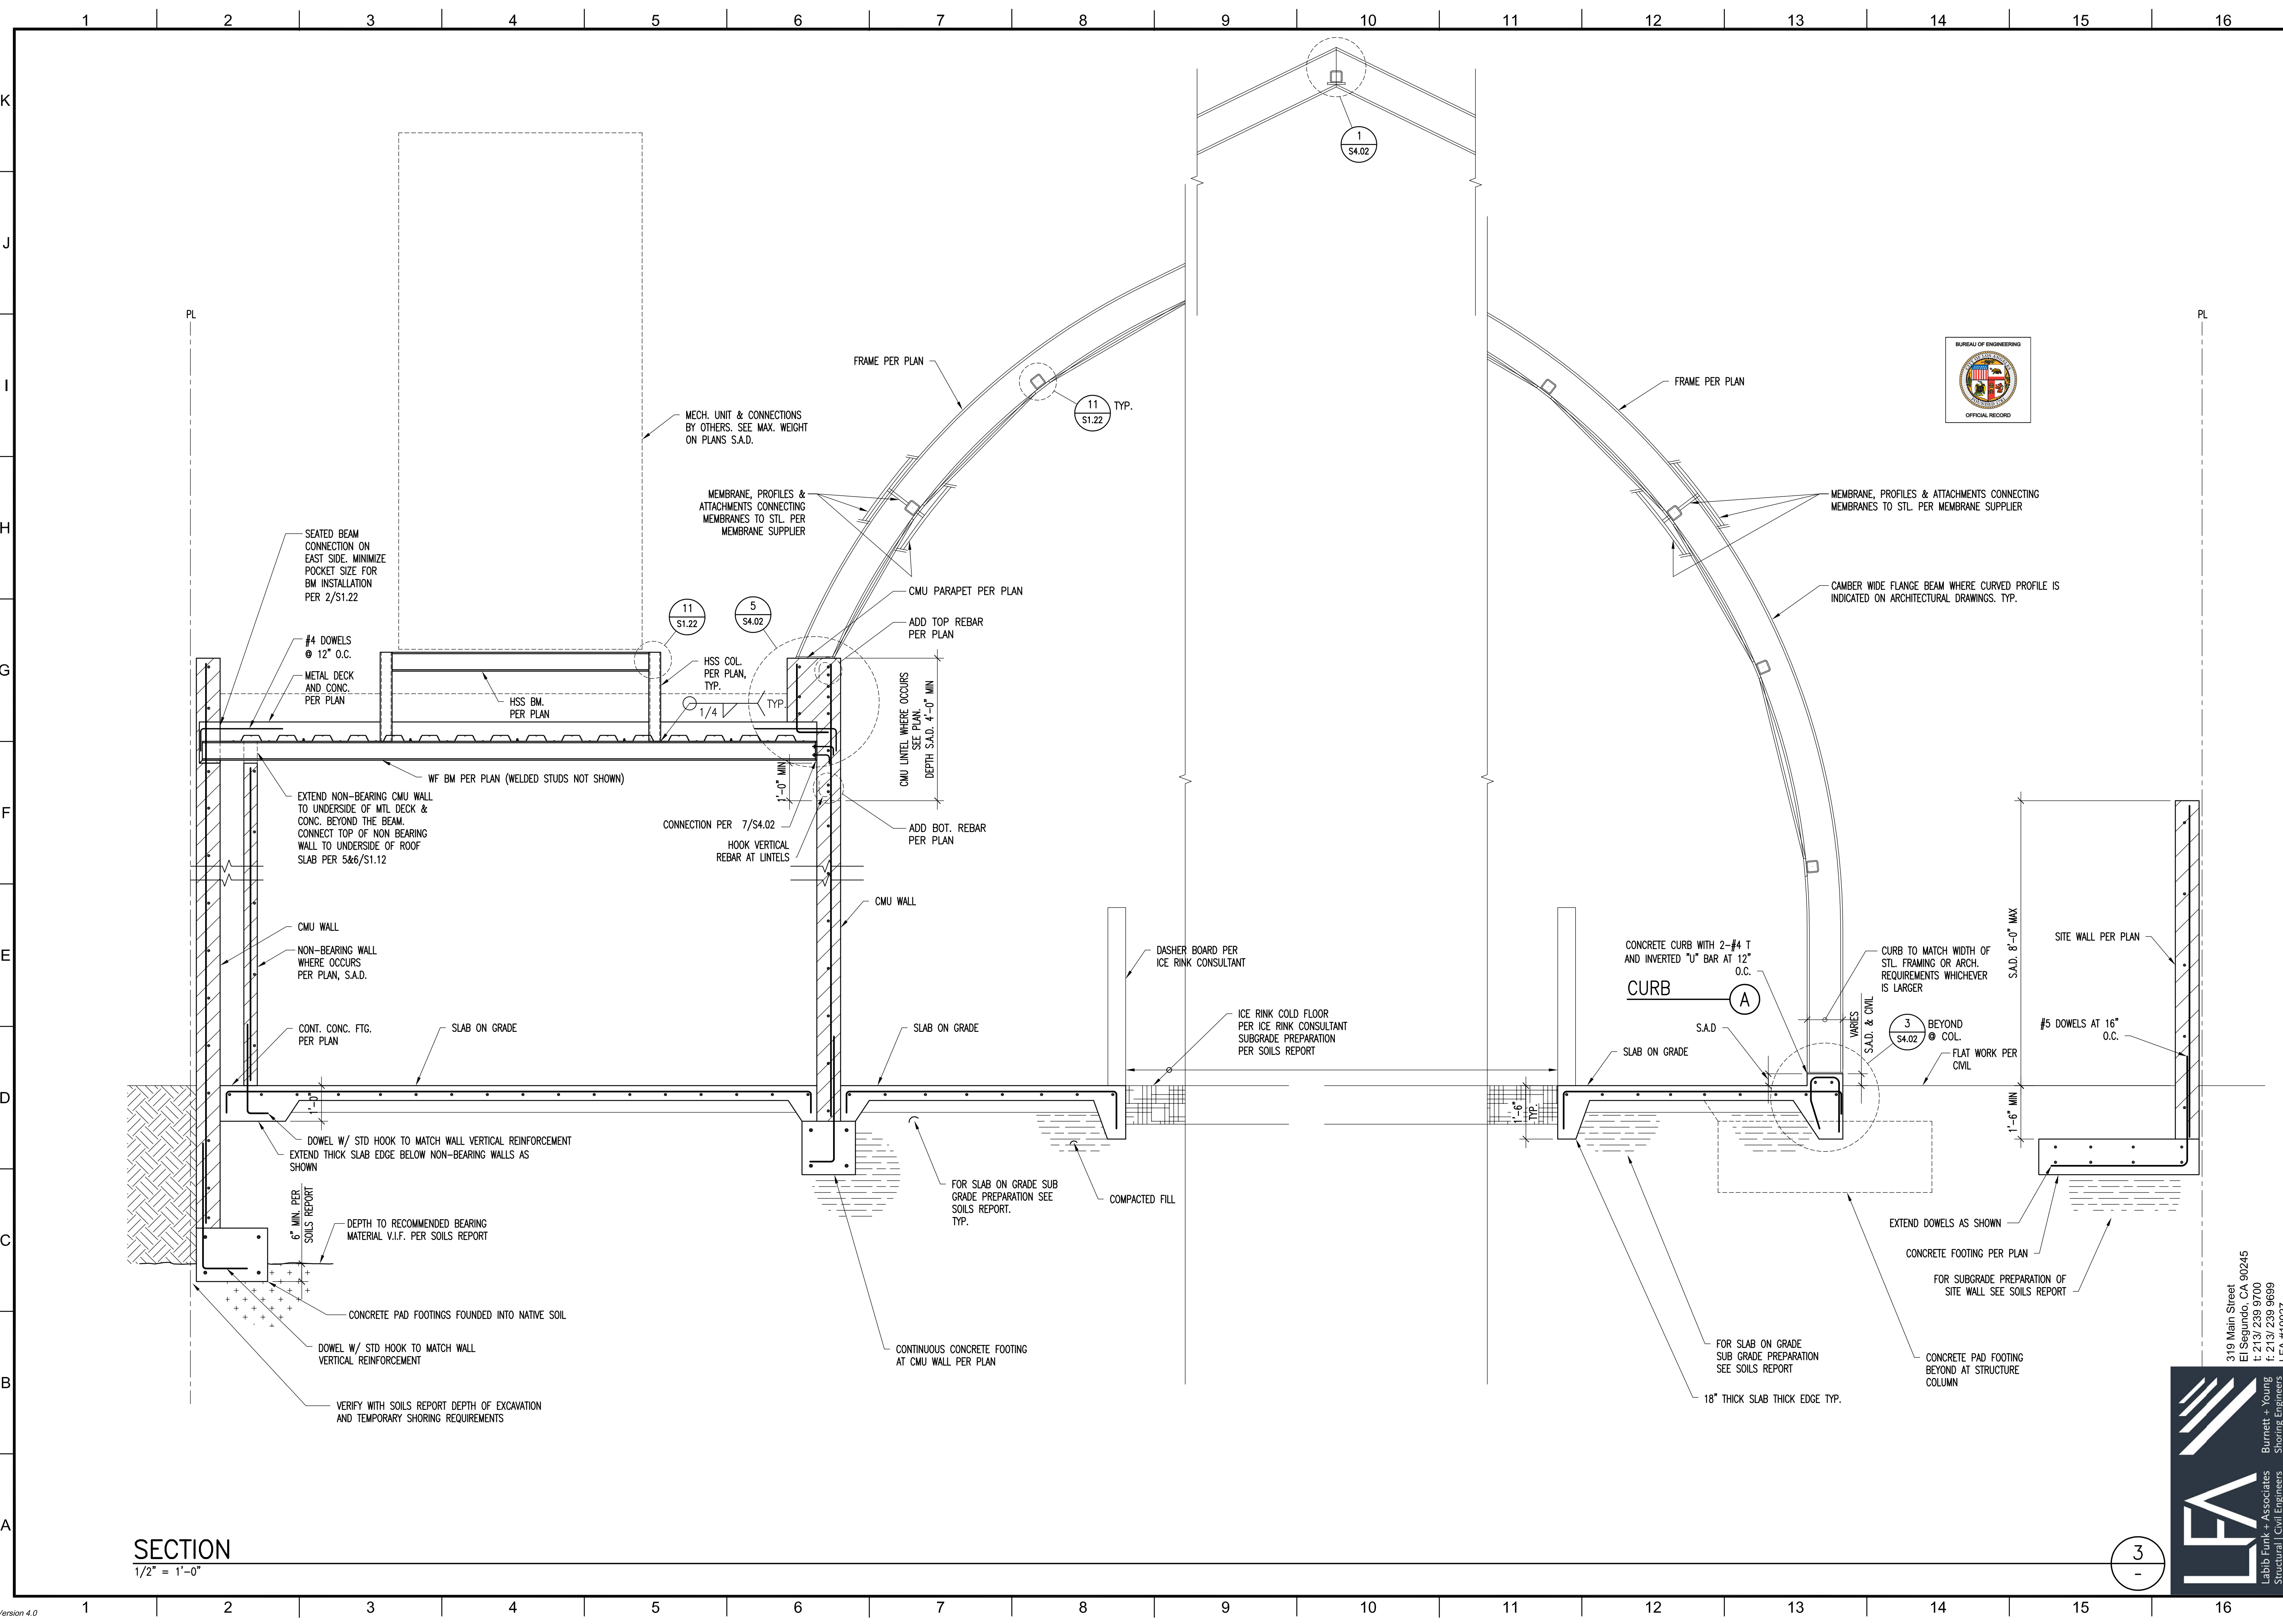 1 2 3 4 5 6 7 8 9 10 11 12 13 14 15 16
K
J
I
H
G
F
E
D
C
B
A
1
S4.02
PL
PL
BUREAU OF ENGINEERING
OFFICIAL RECORD
FRAME PER PLAN
11
S1.22
TYP.
FRAME PER PLAN
MECH. UNIT & CONNECTIONS
BY OTHERS. SEE MAX. WEIGHT
ON PLANS S.A.D.
MEMBRANE, PROFILES &
ATTACHMENTS CONNECTING
MEMBRANES TO STL. PER
MEMBRANE SUPPLIER
MEMBRANE, PROFILES & ATTACHMENTS CONNECTING
MEMBRANES TO STL. PER MEMBRANE SUPPLIER
SEATED BEAM
CONNECTION ON
EAST SIDE. MINIMIZE
POCKET SIZE FOR
BM INSTALLATION
PER 2/S1.22
CMU PARAPET PER PLAN
CAMBER WIDE FLANGE BEAM WHERE CURVED PROFILE IS
INDICATED ON ARCHITECTURAL DRAWINGS. TYP.
11
S1.22
5
S4.02
ADD TOP REBAR
PER PLAN
#4 DOWELS
@ 12" O.C.
METAL DECK
AND CONC.
PER PLAN
HSS BM.
PER PLAN
HSS COL.
PER PLAN,
TYP.
1/4
TYP.
CMU LINTEL WHERE OCCURS
SEE PLAN.
DEPTH S.A.D. 4'-0" MIN
1'-0" MIN
WF BM PER PLAN (WELDED STUDS NOT SHOWN)
EXTEND NON-BEARING CMU WALL
TO UNDERSIDE OF MTL DECK &
CONC. BEYOND THE BEAM.
CONNECT TOP OF NON BEARING
WALL TO UNDERSIDE OF ROOF
SLAB PER 5&6/S1.12
CONNECTION PER 7/S4.02
HOOK VERTICAL
REBAR AT LINTELS
ADD BOT. REBAR
PER PLAN
CMU WALL
CMU WALL
NON-BEARING WALL
WHERE OCCURS
PER PLAN, S.A.D.
DASHER BOARD PER
ICE RINK CONSULTANT
CONCRETE CURB WITH 2-#4 T
AND INVERTED "U" BAR AT 12"
O.C.
CURB
A
CURB TO MATCH WIDTH OF
STL. FRAMING OR ARCH.
REQUIREMENTS WHICHEVER
IS LARGER
S.A.D. 8'-0" MAX
SITE WALL PER PLAN
CONT. CONC. FTG.
PER PLAN
SLAB ON GRADE
SLAB ON GRADE
ICE RINK COLD FLOOR
PER ICE RINK CONSULTANT
SUBGRADE PREPARATION
PER SOILS REPORT
S.A.D
SLAB ON GRADE
VARIES
S.A.D. & CIVIL
3
S4.02
BEYOND
@ COL.
FLAT WORK PER
CIVIL
#5 DOWELS AT 16"
O.C.
1'-0"
1'-6"
TYP.
1'-6" MIN
DOWEL W/ STD HOOK TO MATCH WALL VERTICAL REINFORCEMENT
EXTEND THICK SLAB EDGE BELOW NON-BEARING WALLS AS
SHOWN
6" MIN. PER
SOILS REPORT
DEPTH TO RECOMMENDED BEARING
MATERIAL V.I.F. PER SOILS REPORT
FOR SLAB ON GRADE SUB
GRADE PREPARATION SEE
SOILS REPORT.
TYP.
COMPACTED FILL
EXTEND DOWELS AS SHOWN
CONCRETE FOOTING PER PLAN
FOR SUBGRADE PREPARATION OF
SITE WALL SEE SOILS REPORT
CONCRETE PAD FOOTINGS FOUNDED INTO NATIVE SOIL
DOWEL W/ STD HOOK TO MATCH WALL
VERTICAL REINFORCEMENT
CONTINUOUS CONCRETE FOOTING
AT CMU WALL PER PLAN
FOR SLAB ON GRADE
SUB GRADE PREPARATION
SEE SOILS REPORT
CONCRETE PAD FOOTING
BEYOND AT STRUCTURE
COLUMN
18" THICK SLAB THICK EDGE TYP.
VERIFY WITH SOILS REPORT DEPTH OF EXCAVATION
AND TEMPORARY SHORING REQUIREMENTS
319 Main Street
El Segundo, CA 90245
t: 213/ 239 9700
f: 213/ 239 9699
LFA
Labib Funk + Associates Burnett + Young
Structural | Civil Engineers Shoring Engineers
SECTION
1/2" = 1'-0"
3
-
1 2 3 4 5 6 7 8 9 10 11 12 13 14 15 16
Version 4.0